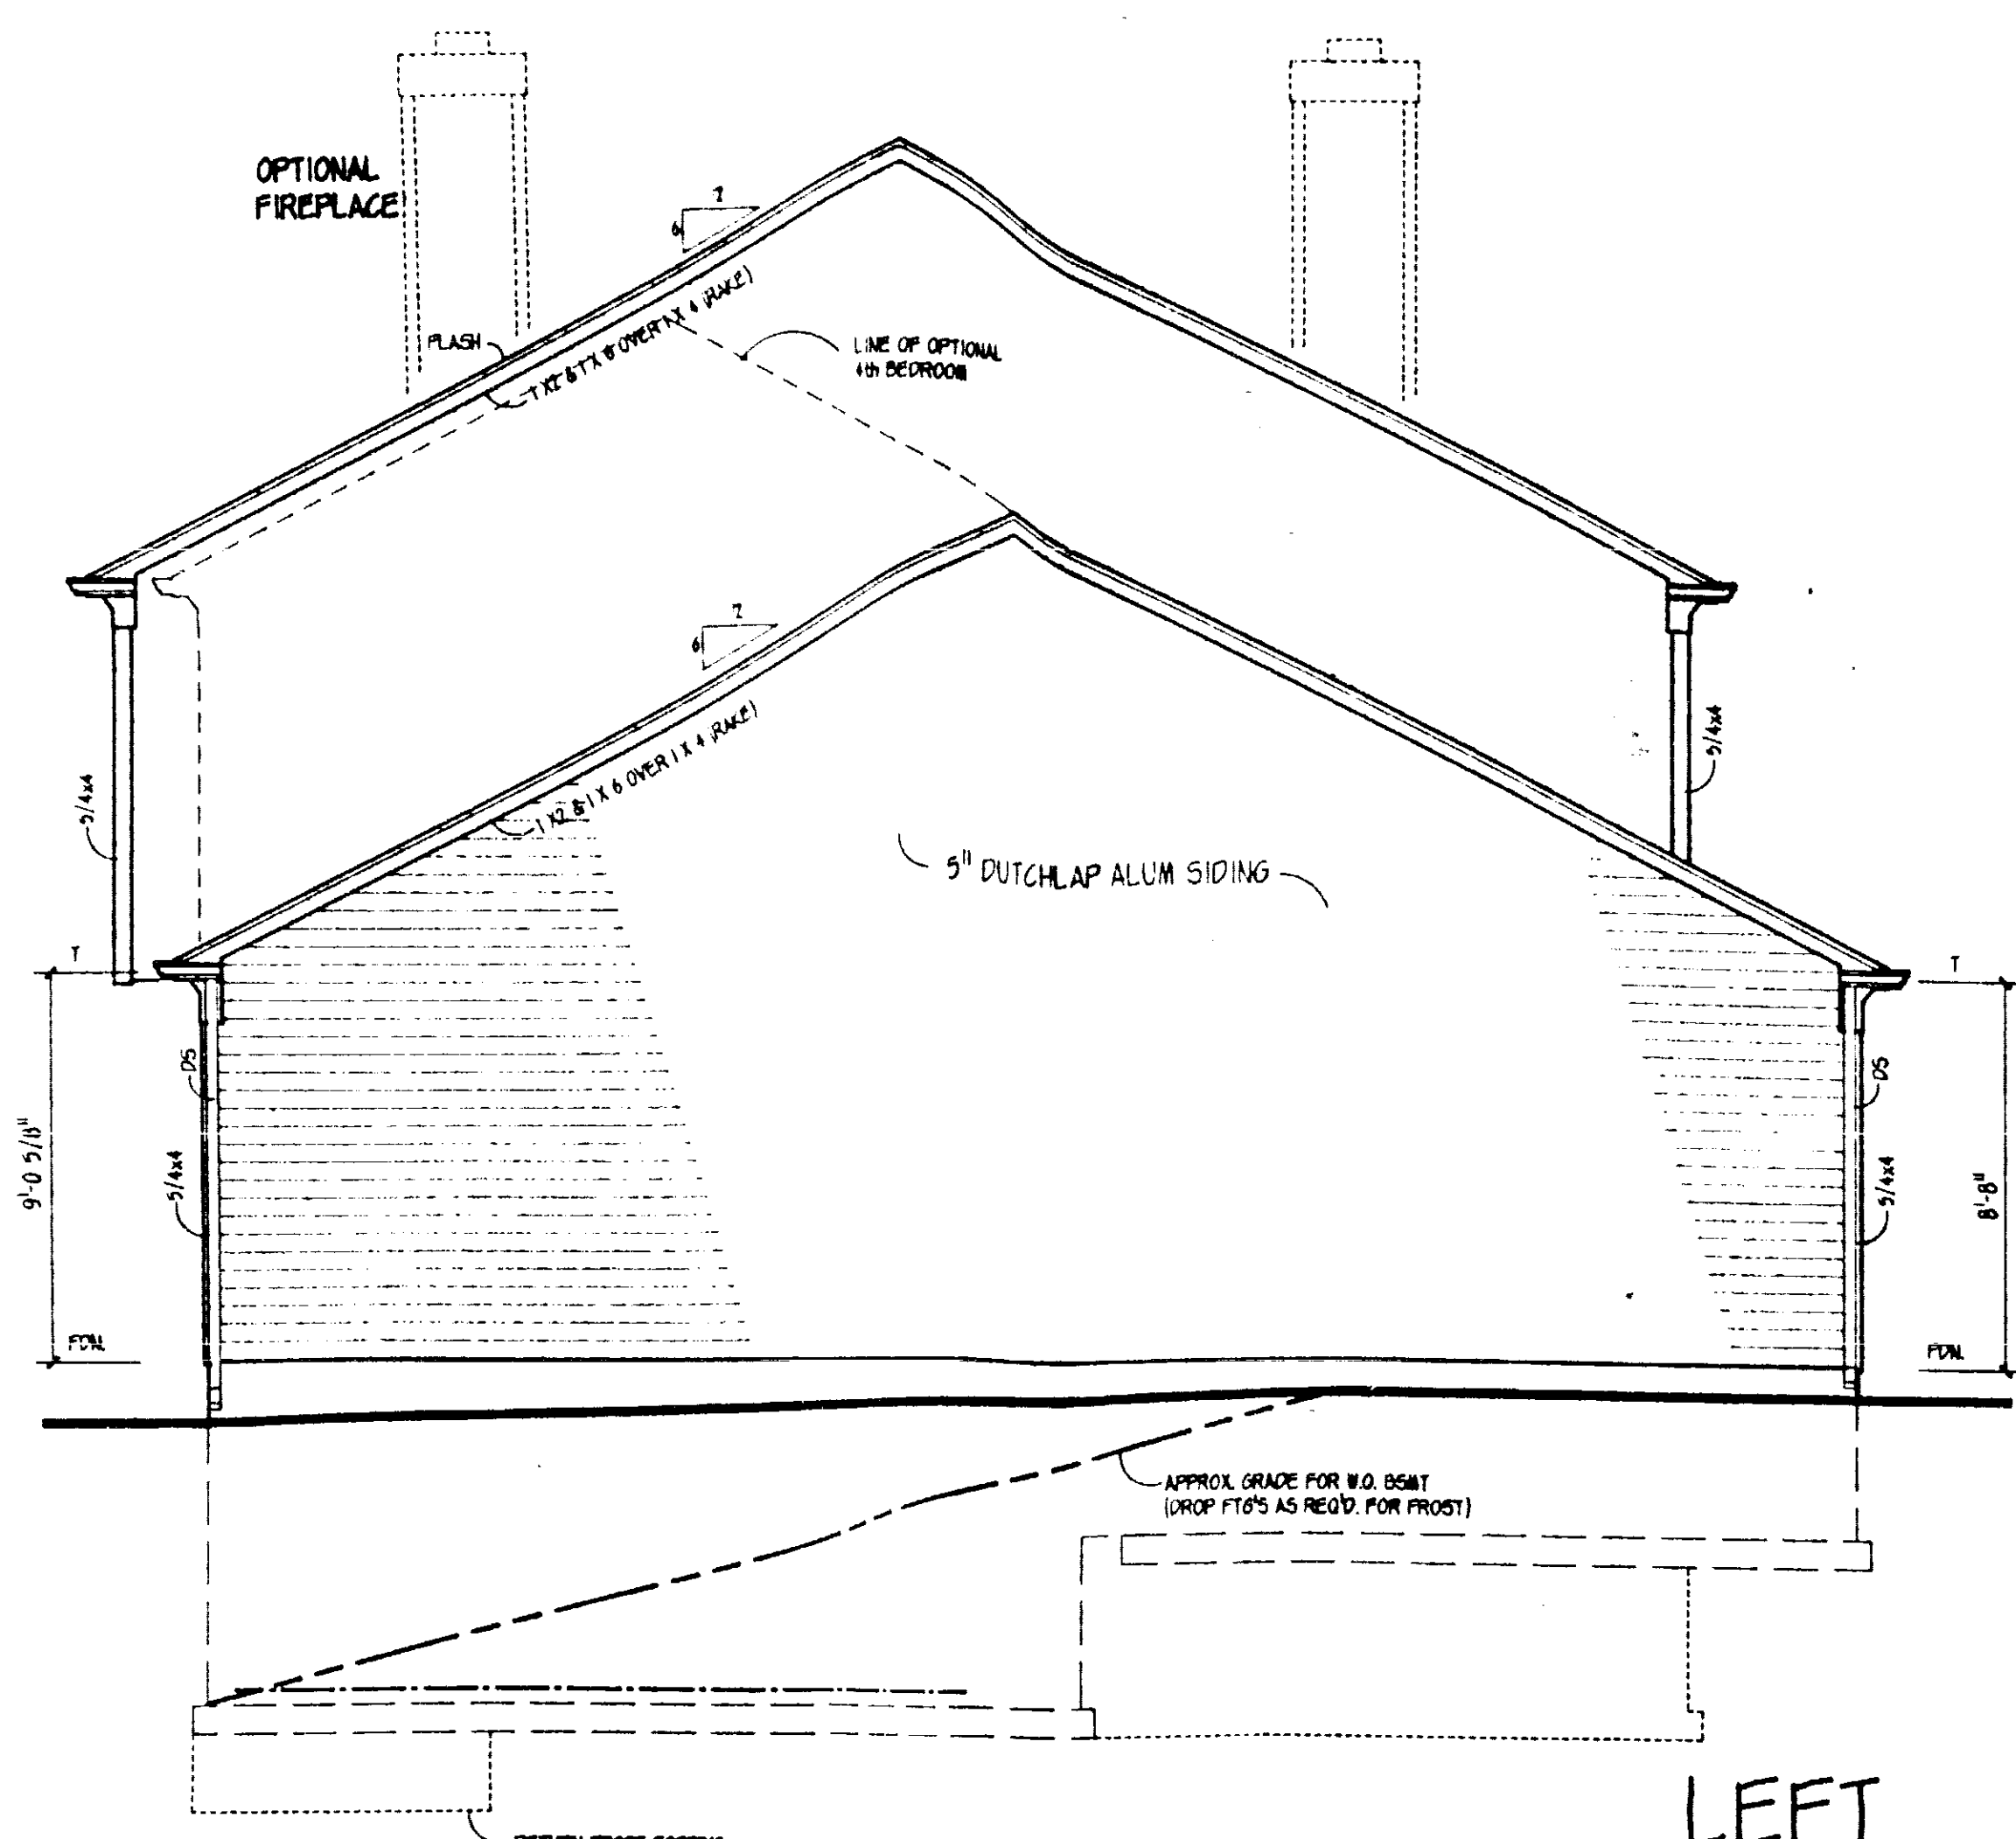 OPTIONAL
FIREPLACE
7
6
FLASH
1 X2 & 1 X 6 OVER 1 X 4 (RAKE)
LINE OF OPTIONAL
4th BEDROOM
7
6
1 X2 & 1 X 6 OVER 1 X 4 (RAKE)
5/4x4
5/4x4
5" DUTCHLAP ALUM SIDING
T
T
DS
DS
9'-0 5/8"
5/4x4
5/4x4
8'-8"
FDN.
FDN.
APPROX. GRADE FOR W.O. BSMT
(DROP FTG'S AS REQ'D. FOR FROST)
LEFT